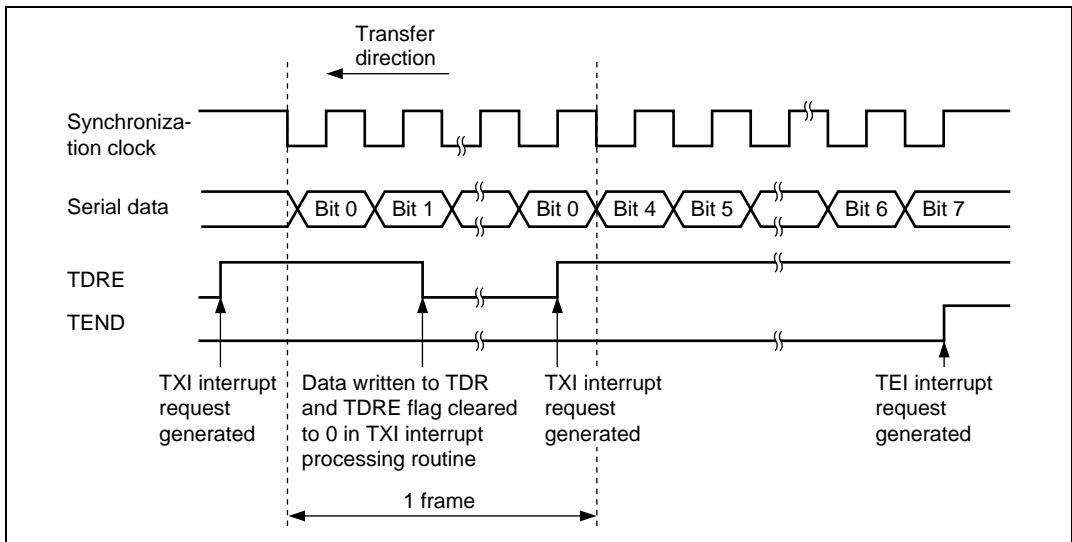 Transfer
direction
Synchroniza-
tion clock
Serial data
Bit 0
Bit 1
Bit 0
Bit 4
Bit 5
Bit 6
Bit 7
TDRE
TEND
TXI interrupt
request
generated
Data written to TDR
and TDRE flag cleared
to 0 in TXI interrupt
processing routine
TXI interrupt
request
generated
TEI interrupt
request
generated
1 frame